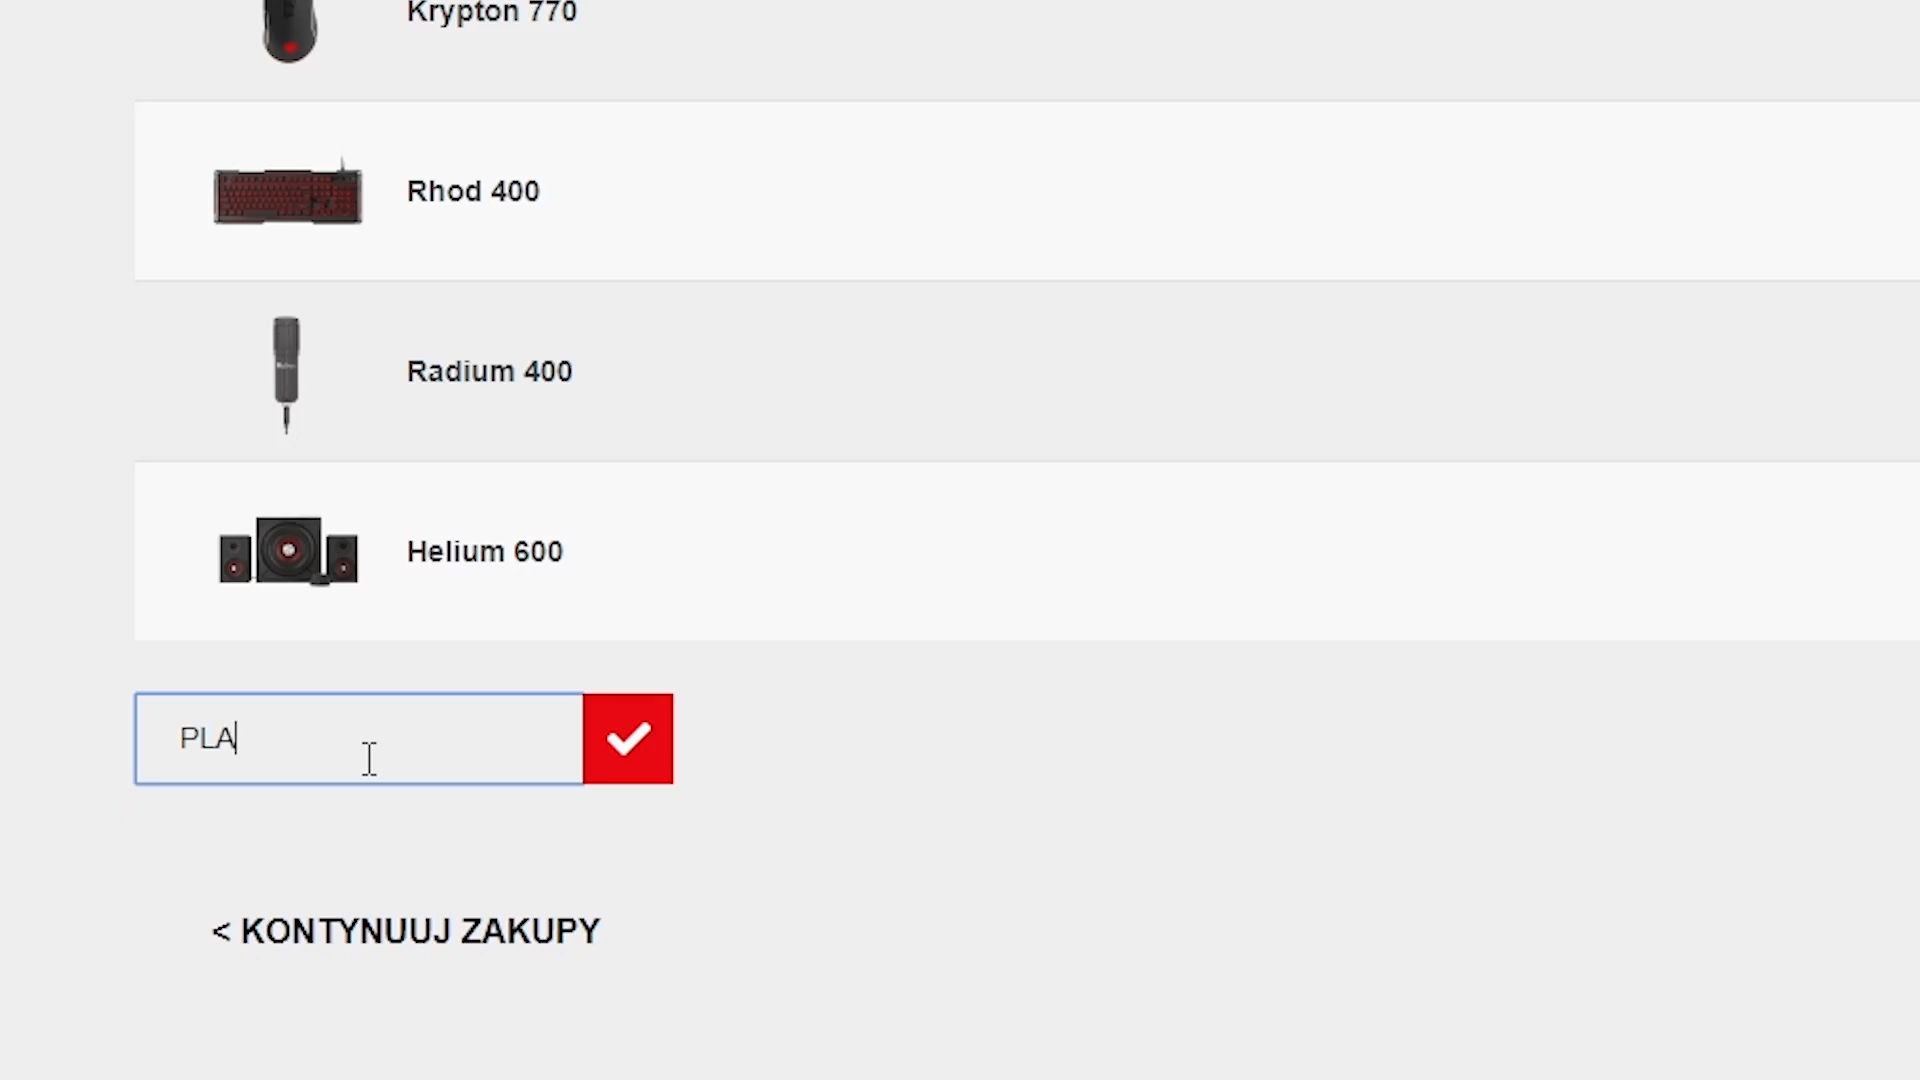 Krypton 770
Rhod 400
Radium 400
Helium 600
PLA
< KONTYNUUJ ZAKUPY